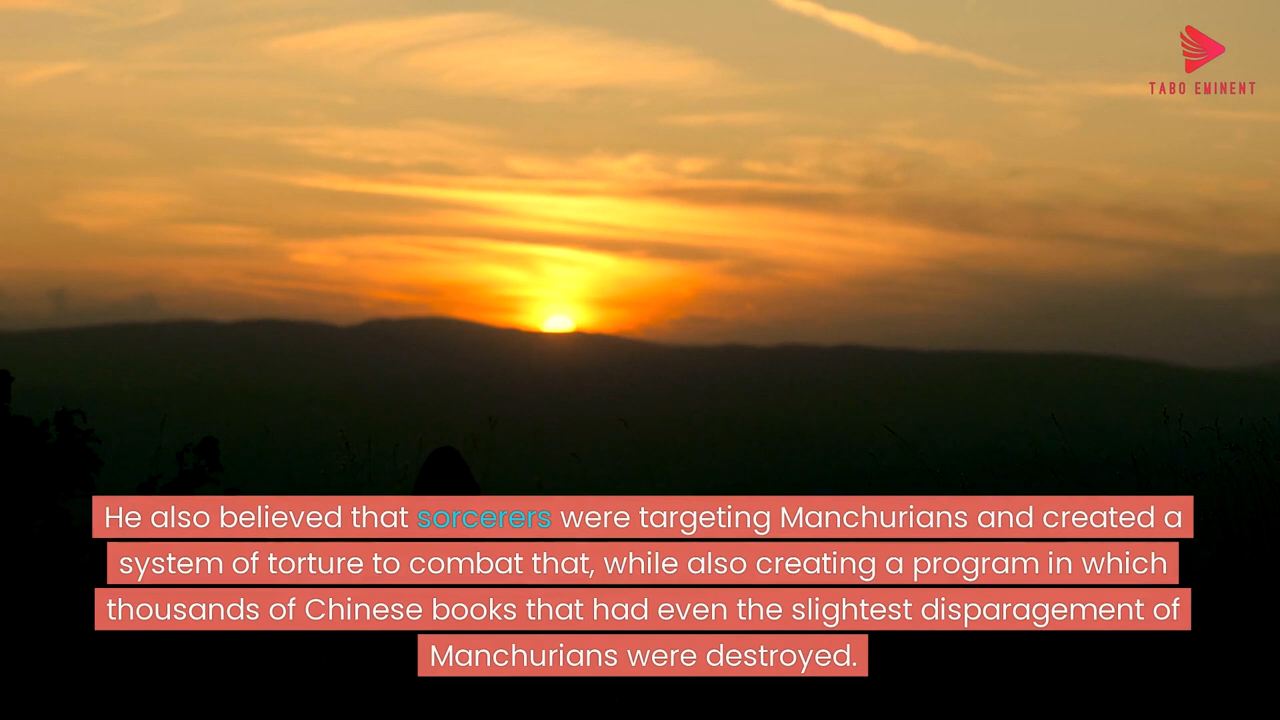 TABO EMINENT
He also believed that sorcerers were targeting Manchurians and created a
system of torture to combat that, while also creating a program in which
thousands of Chinese books that had even the slightest disparagement of
Manchurians were destroyed.